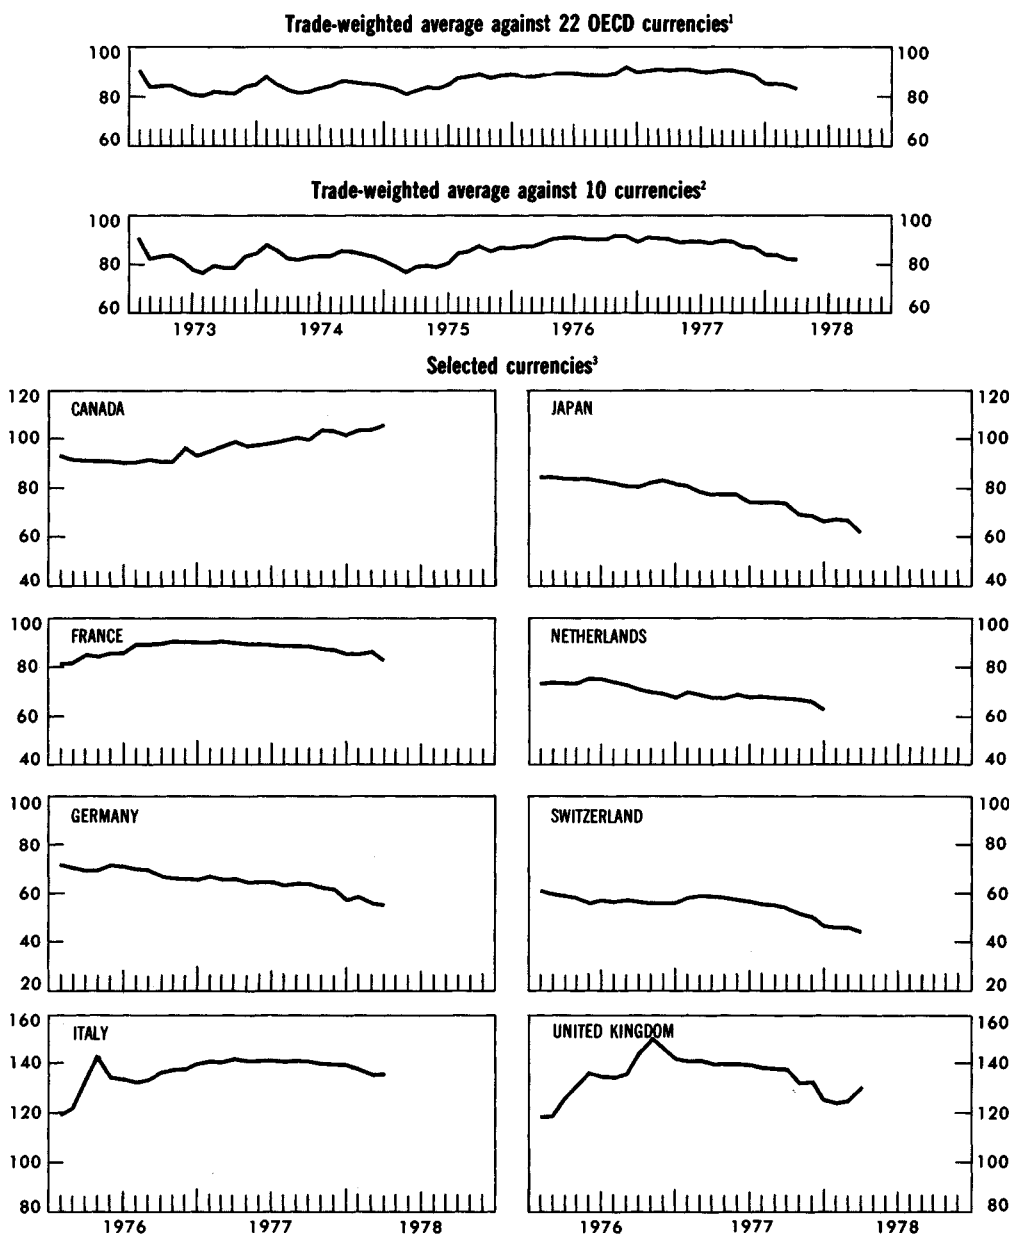 Trade-weighted average against 22 OECD currencies¹
100 100
80 80
60 60
Trade-weighted average against 10 currencies²
100 100
80 80
60 60
1973 1974 1975 1976 1977 1978
Selected currencies³
120 CANADA JAPAN 120
100 100
80 80
60 60
40 40
100 FRANCE NETHERLANDS 100
80 80
60 60
40 40
100 GERMANY SWITZERLAND 100
80 80
60 60
40 40
20 20
160 ITALY UNITED KINGDOM 160
140 140
120 120
100 100
80 80
1976 1977 1978 1976 1977 1978